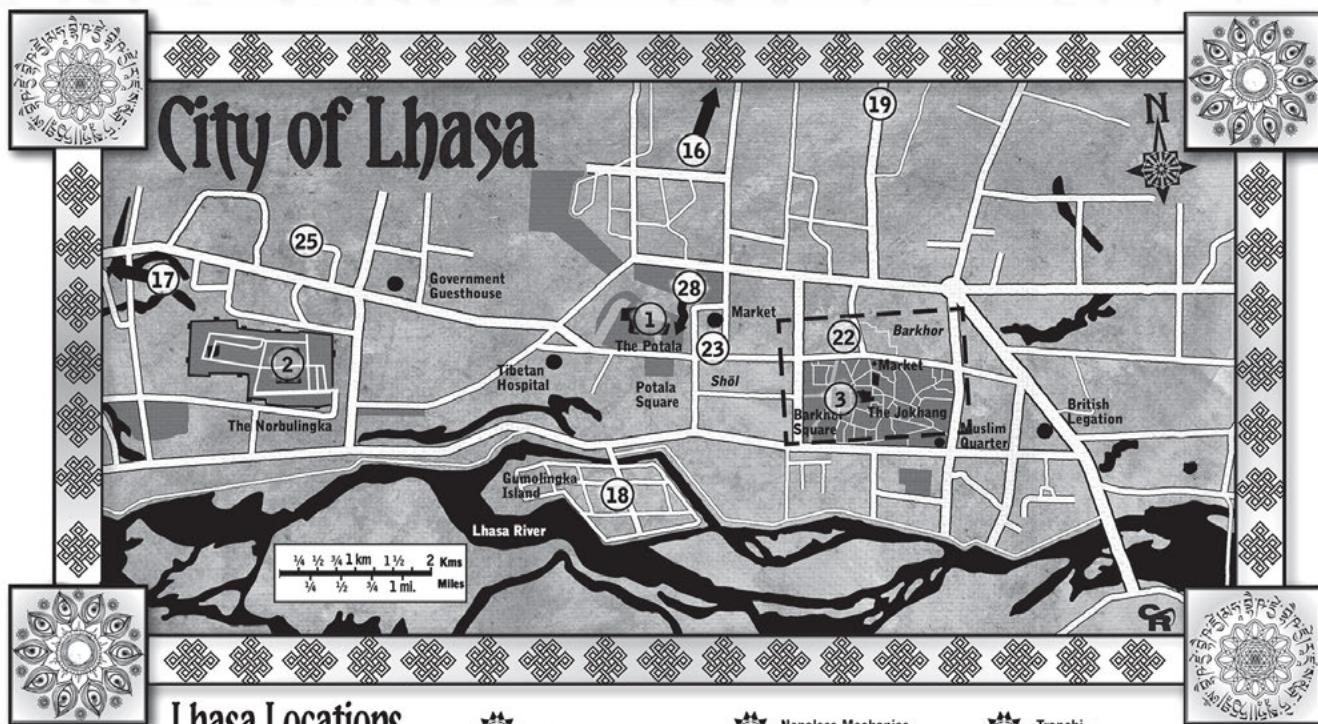 City of Lhasa
N
16
19
25
17
Government
Guesthouse
28
1
Market
The Potala
22
Barkhor
2
23
Market
Tibetan
Hospital
Potala
Square
Shöl
3
The Jokhang
Barkhor
Square
British
Legation
The Norbulingka
Muslim
Quarter
Gumolingka
Island
18
Lhasa River
¼ ½ ¾ 1 km 1½ 2 Kms
¼ ½ ¾ 1 mi. Miles
CR
Lhasa Locations